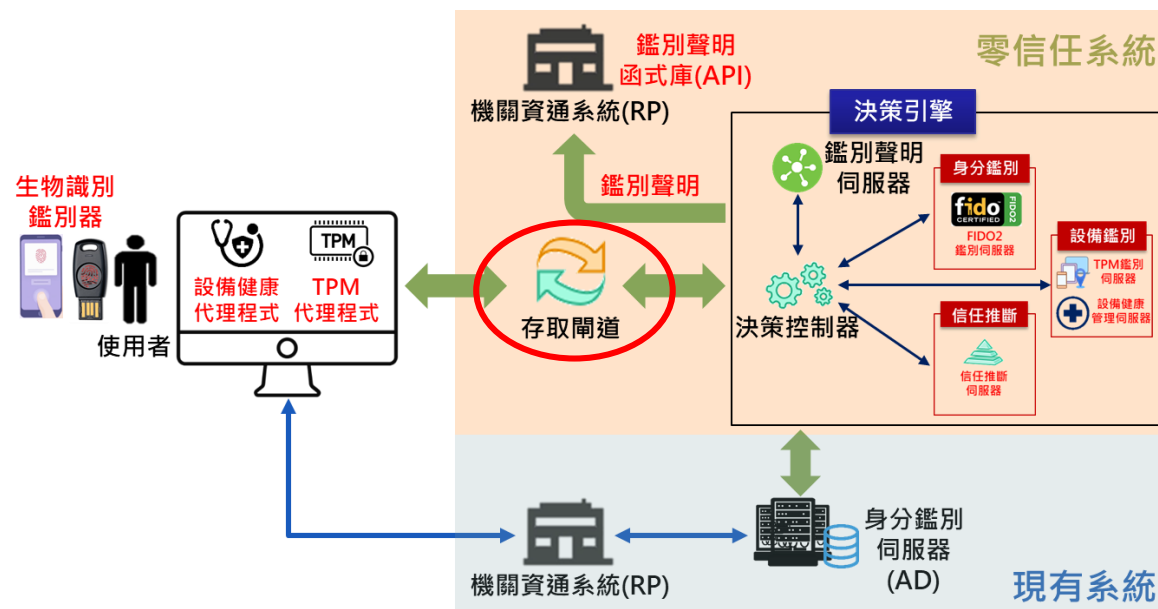 零信任系統
鑑別聲明
函式庫(API)
機關資通系統(RP)
決策引擎
鑑別聲明
伺服器
身分鑑別
fido
CERTIFIED
FIDO2
FIDO2
鑑別伺服器
鑑別聲明
生物識別
鑑別器
使用者
TPM
設備健康
代理程式
TPM
代理程式
存取閘道
決策控制器
設備鑑別
TPM鑑別
伺服器
設備健康
管理伺服器
信任推斷
信任推斷
伺服器
機關資通系統(RP)
身分鑑別
伺服器
(AD)
現有系統